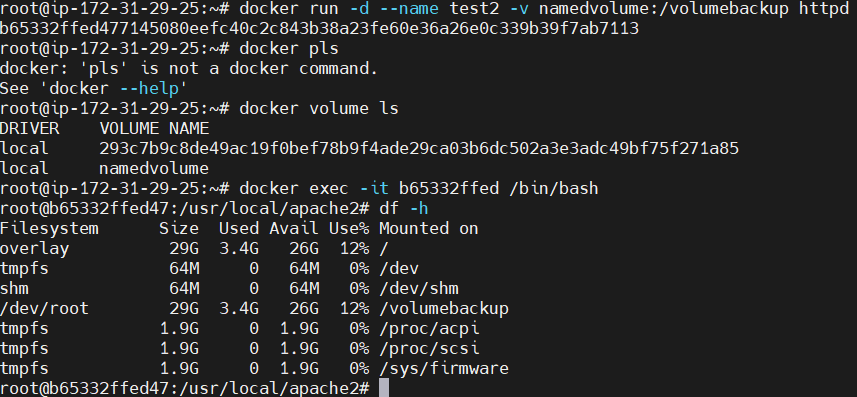 root@ip-172-31-29-25:~# docker run -d --name test2 -v namedvolume:/volumebackup httpd
b65332ffed477145080eefc40c2c843b38a23fe60e36a26e0c339b39f7ab7113
root@ip-172-31-29-25:~# docker pls
docker: 'pls' is not a docker command.
See 'docker --help'
root@ip-172-31-29-25:~# docker volume ls
DRIVER    VOLUME NAME
local     293c7b9c8de49ac19f0bef78b9f4ade29ca03b6dc502a3e3adc49bf75f271a85
local     namedvolume
root@ip-172-31-29-25:~# docker exec -it b65332ffed /bin/bash
root@b65332ffed47:/usr/local/apache2# df -h
Filesystem      Size  Used Avail Use% Mounted on
overlay          29G  3.4G   26G  12% /
tmpfs            64M     0   64M   0% /dev
shm              64M     0   64M   0% /dev/shm
/dev/root        29G  3.4G   26G  12% /volumebackup
tmpfs           1.9G     0  1.9G   0% /proc/acpi
tmpfs           1.9G     0  1.9G   0% /proc/scsi
tmpfs           1.9G     0  1.9G   0% /sys/firmware
root@b65332ffed47:/usr/local/apache2#